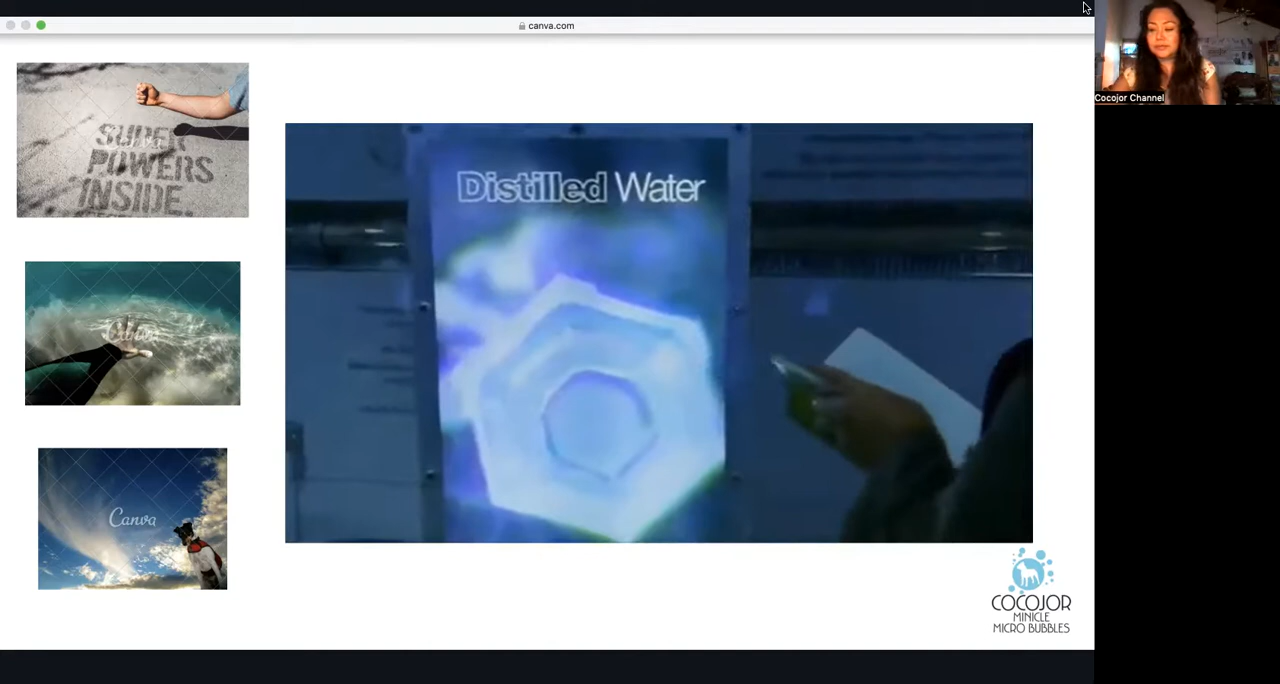 canva.com
SUPER
POWERS
INSIDE.
Canva
Distilled Water
Canva
COCOJOR
MINICLE
MICRO BUBBLES
Cocojor Channel